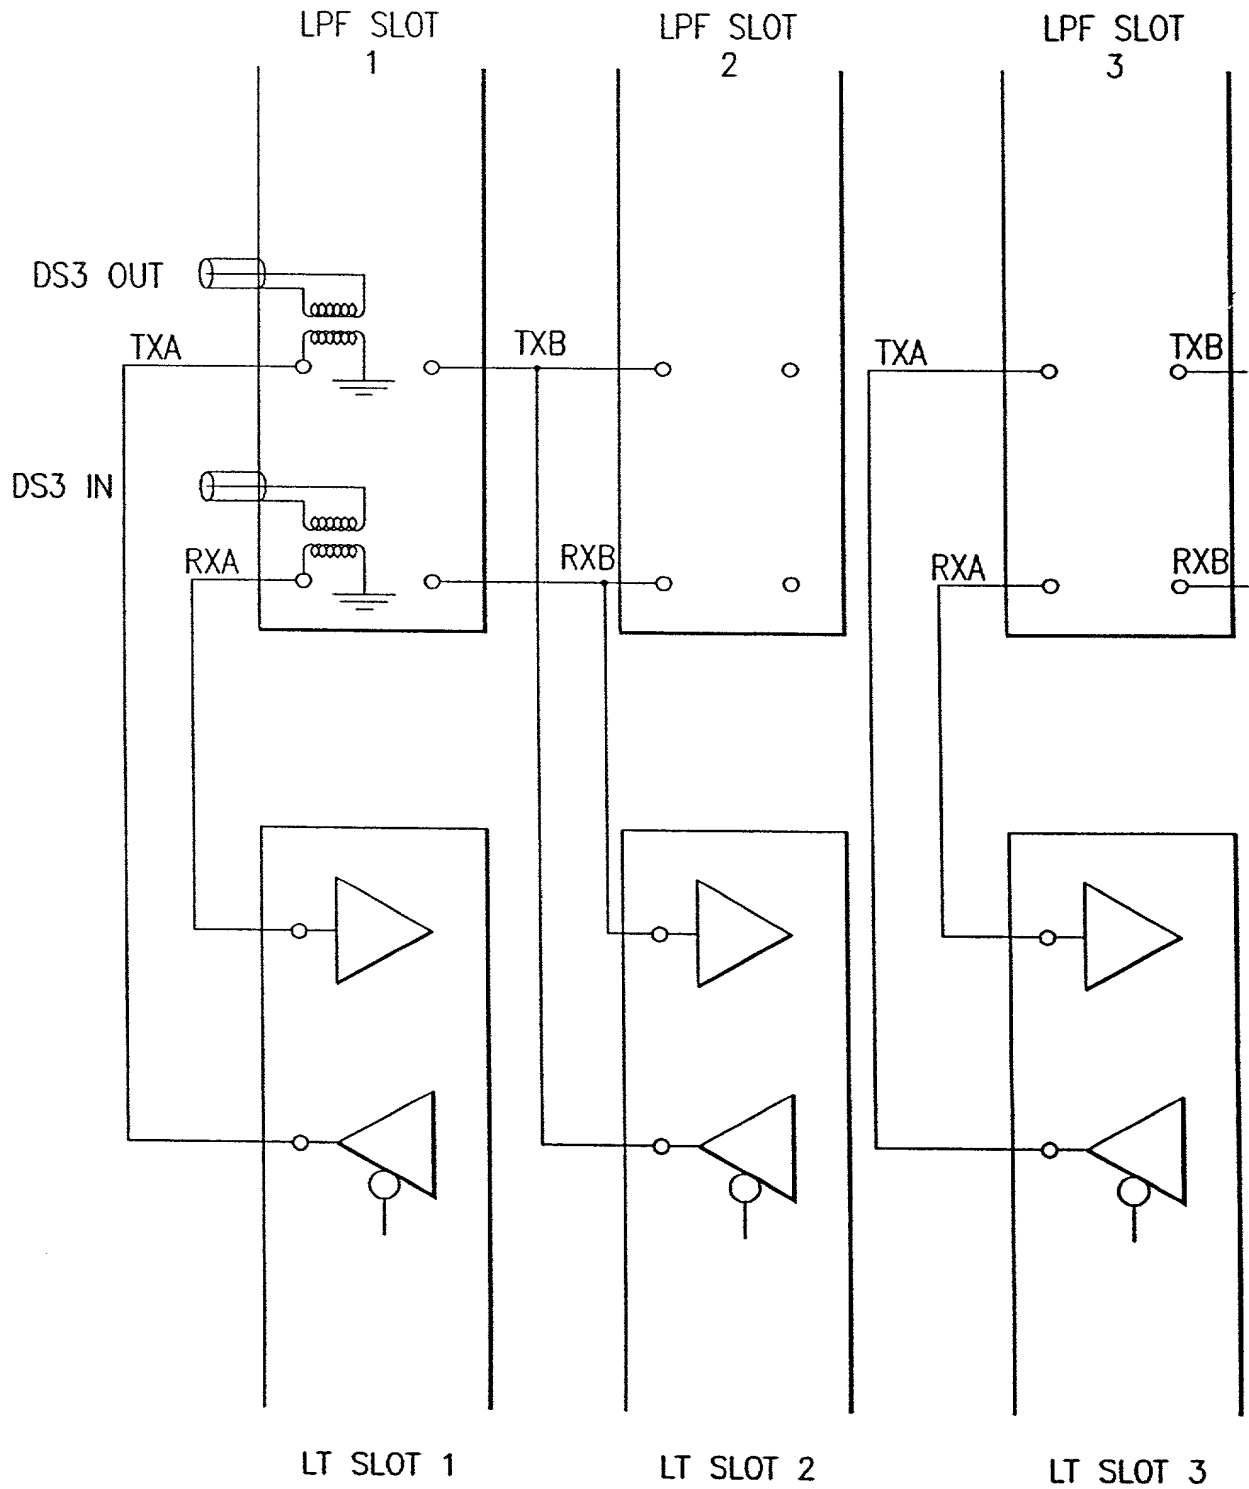 LPF SLOT
1
LPF SLOT
2
LPF SLOT
3
DS3 OUT
TXA
TXB
TXA
TXB
DS3 IN
RXA
RXB
RXA
RXB
LT SLOT 1
LT SLOT 2
LT SLOT 3